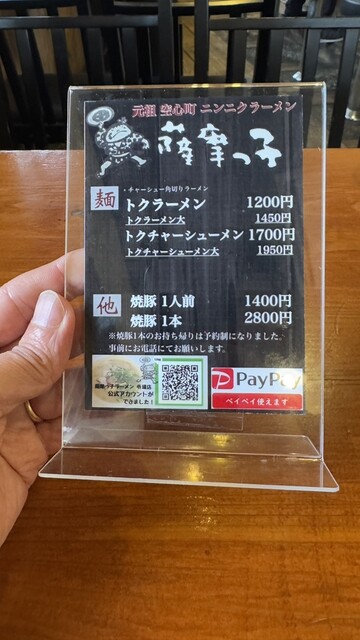 元祖 空心町 ニンニクラーメン
薩摩っ子
麺
・チャーシュー角切りラーメン
トクラーメン 1200円
トクラーメン大 1450円
トクチャーシューメン 1700円
トクチャーシューメン大 1950円
他
焼豚 1人前 1400円
焼豚 1本 2800円
※焼豚1本のお持ち帰りは予約制になりました。
事前にお電話にてお願いします。
公式アカウントが
できました!
PayPay
ペイペイ使えます